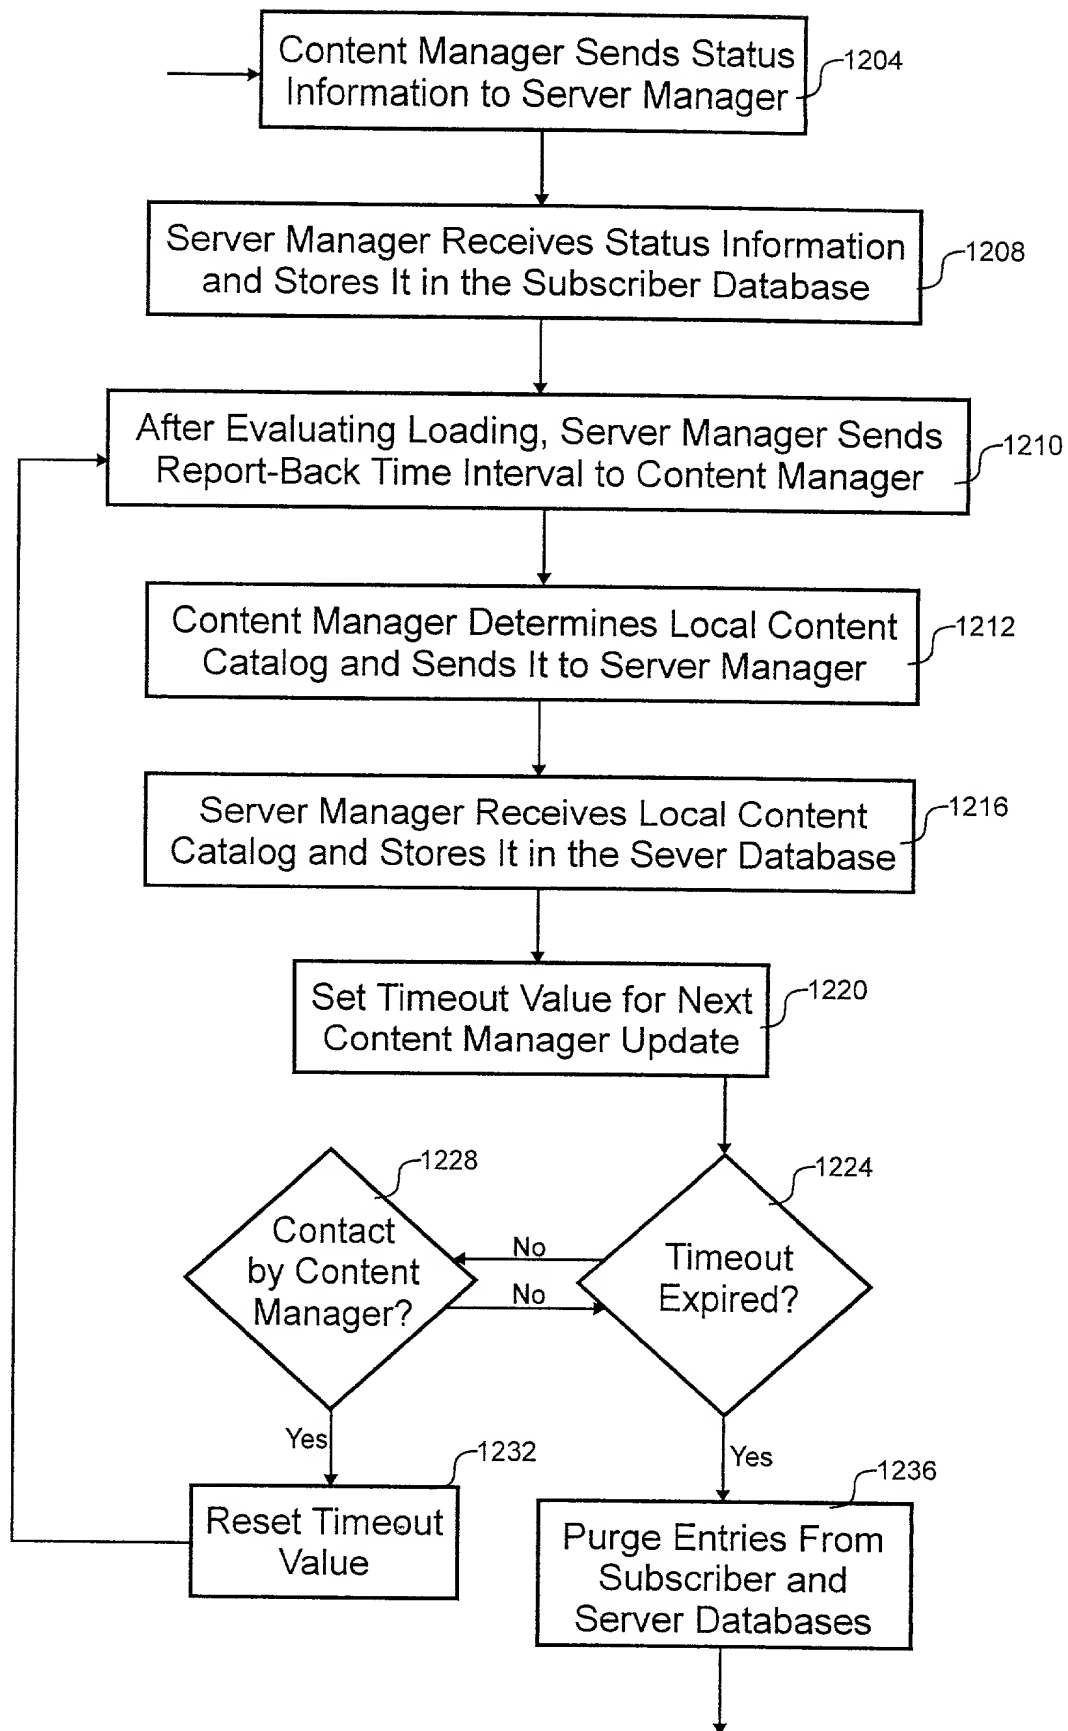 Content Manager Sends Status
Information to Server Manager
1204
Server Manager Receives Status Information
and Stores It in the Subscriber Database
1208
After Evaluating Loading, Server Manager Sends
Report-Back Time Interval to Content Manager
1210
Content Manager Determines Local Content
Catalog and Sends It to Server Manager
1212
Server Manager Receives Local Content
Catalog and Stores It in the Sever Database
1216
Set Timeout Value for Next
Content Manager Update
1220
1228
Contact
by Content
Manager?
No
No
1224
Timeout
Expired?
Yes
1232
Reset Timeout
Value
Yes
1236
Purge Entries From
Subscriber and
Server Databases